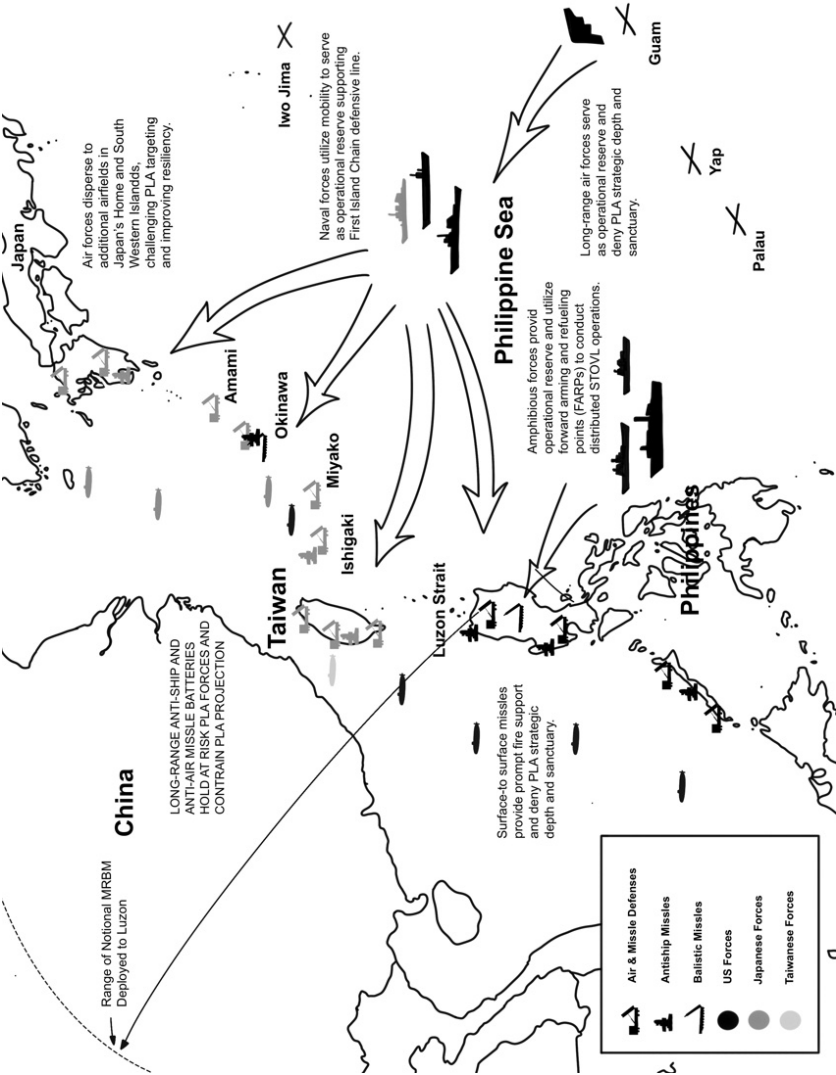 Japan
Air forces disperse to
additional airfields in
Japan's Home and South
Western Islandds,
challenging PLA targeting
and improving resiliency.
Range of Notional MRBM
Deployed to Luzon
China
LONG-RANGE ANTI-SHIP AND
ANTI-AIR MISSLE BATTERIES
HOLD AT RISK PLA FORCES AND
CONTRAIN PLA PROJECTION
Amami
Okinawa
Iwo Jima
Taiwan
Miyako
Ishigaki
Naval forces utilize mobility to serve
as operational reserve supporting
First Island Chain defensive line.
Luzon Strait
Philippine Sea
Surface-to surface missles
provide prompt fire support
and deny PLA strategic
depth and sanctuary.
Amphibious forces provid
operational reserve and utilize
forward arming and refueling
points (FARPs) to conduct
distributed STOVL operations.
Long-range air forces serve
as operational reserve and
deny PLA strategic depth and
sanctuary.
Guam
Philippines
Yap
Palau
Air & Missle Defenses
Antiship Missles
Balistic Missles
US Forces
Japanese Forces
Taiwanese Forces